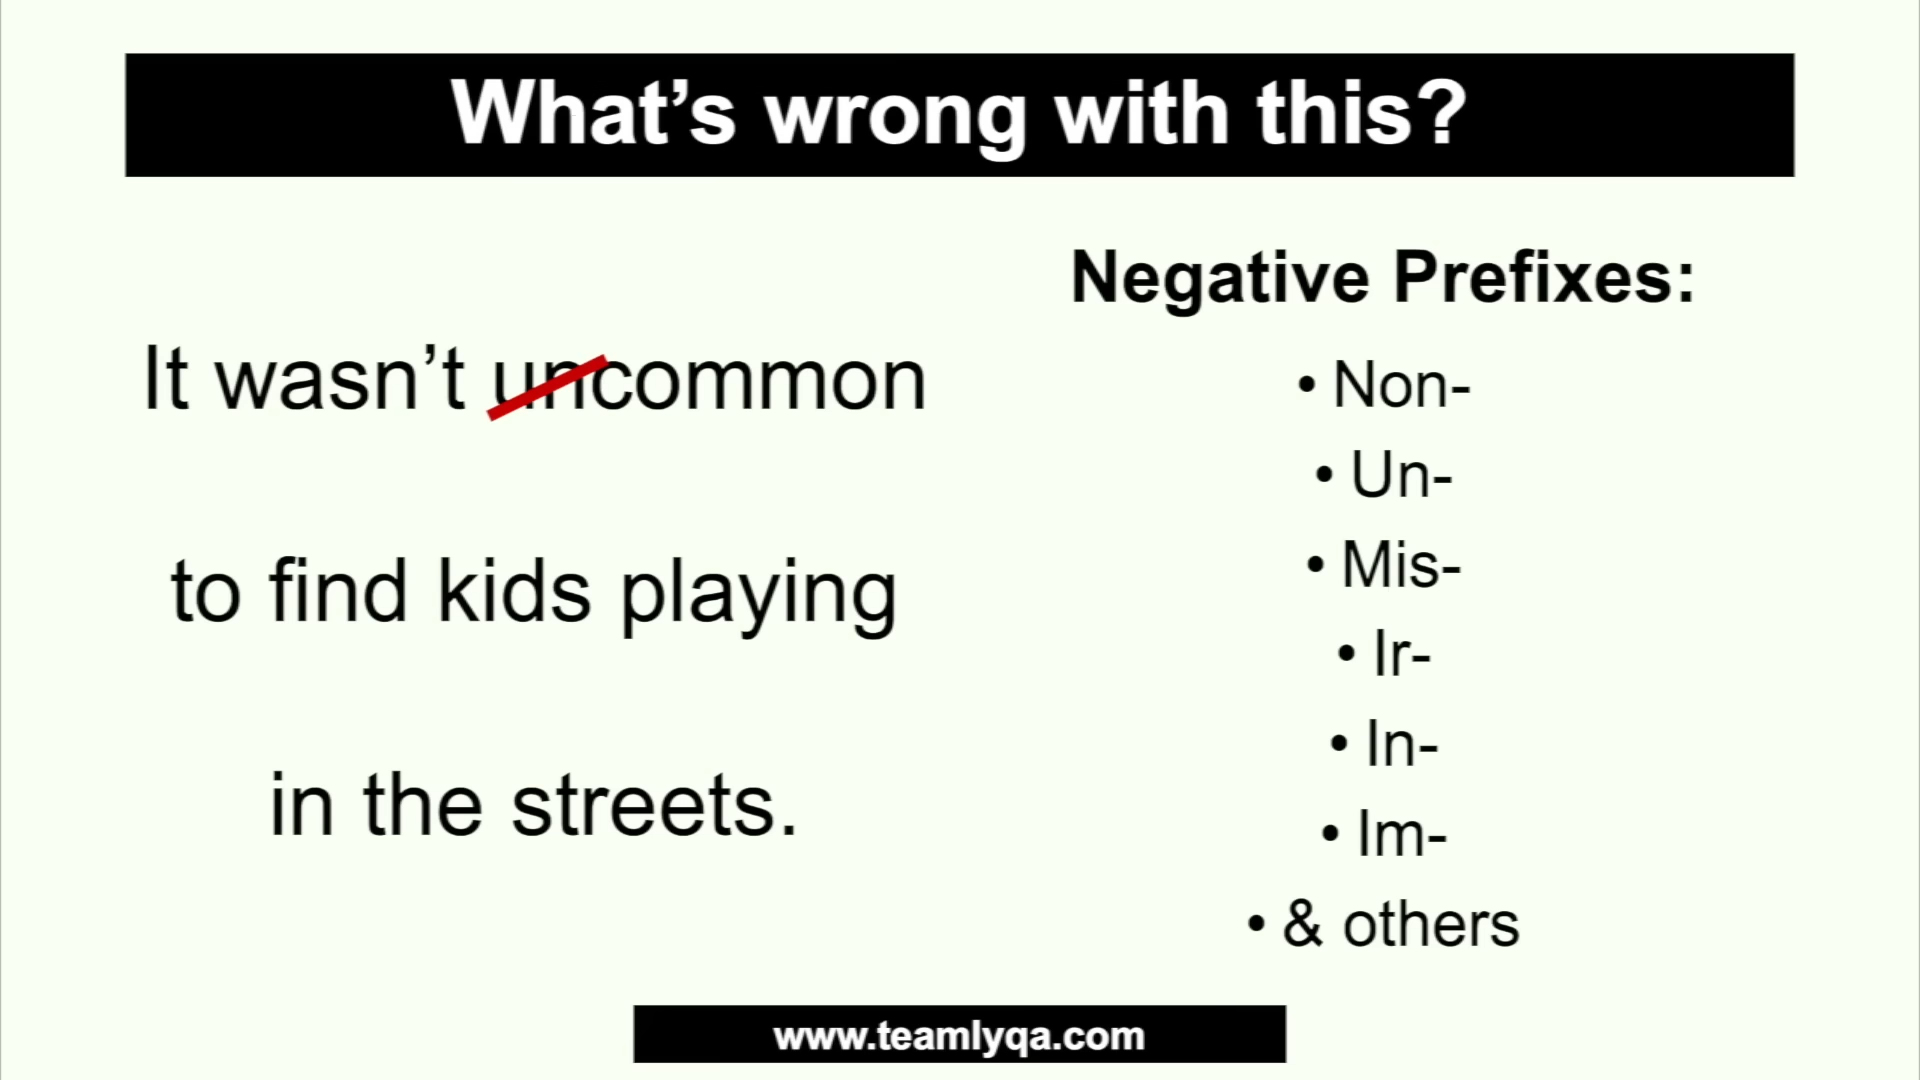 What’s wrong with this?
It wasn’t uncommon
to find kids playing
in the streets.
Negative Prefixes:
• Non-
• Un-
• Mis-
• Ir-
• In-
• Im-
• & others
www.teamlyqa.com